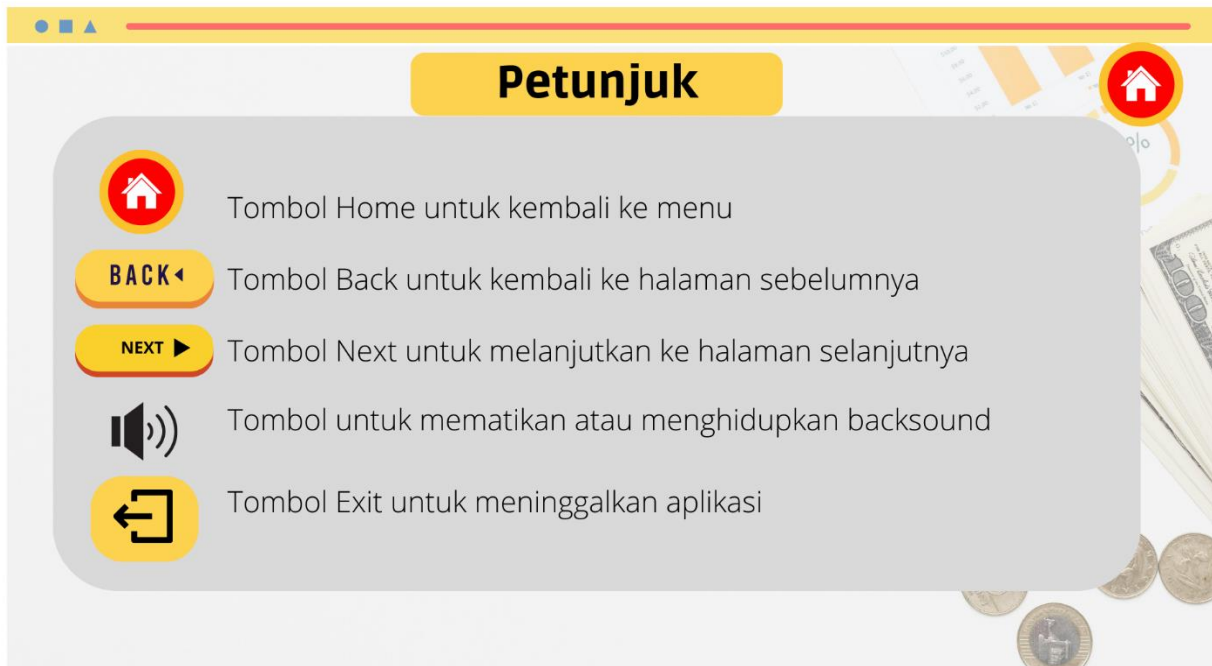 Petunjuk
%
Tombol Home untuk kembali ke menu
BACK
Tombol Back untuk kembali ke halaman sebelumnya
100
NEXT
Tombol Next untuk melanjutkan ke halaman selanjutnya
Tombol untuk mematikan atau menghidupkan backsound
Tombol Exit untuk meninggalkan aplikasi